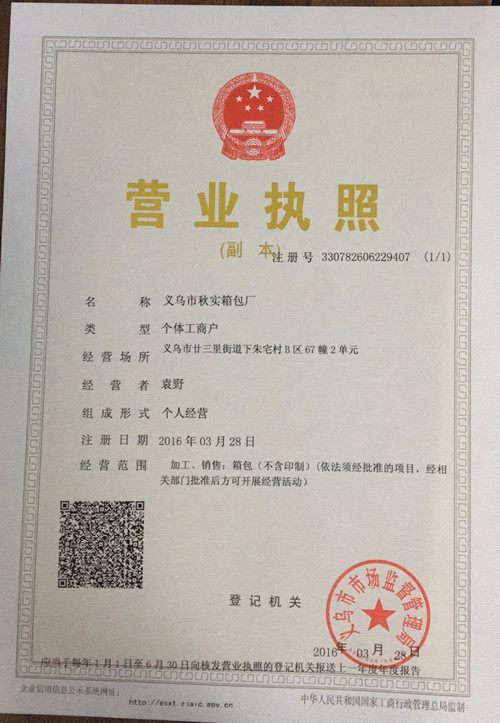 营业执照
(副 本)
注册号 330782606229407 (1/1)
名 称 义乌市秋实箱包厂
类 型 个体工商户
经营场所 义乌市廿三里街道下朱宅村B区67幢2单元
经营者 袁野
组成形式 个人经营
注册日期 2016年03月28日
经营范围 加工、销售：箱包（不含印制）(依法须经批准的项目，经相
关部门批准后方可开展经营活动)
登记机关
义乌市市场监督管理局
2016年 03月 28日
应当于每年1月1日至6月30日向核发营业执照的登记机关报送上一年度年度报告
企业信用信息公示系统网址：
http://gsxt.zjaic.gov.cn
中华人民共和国国家工商行政管理总局监制